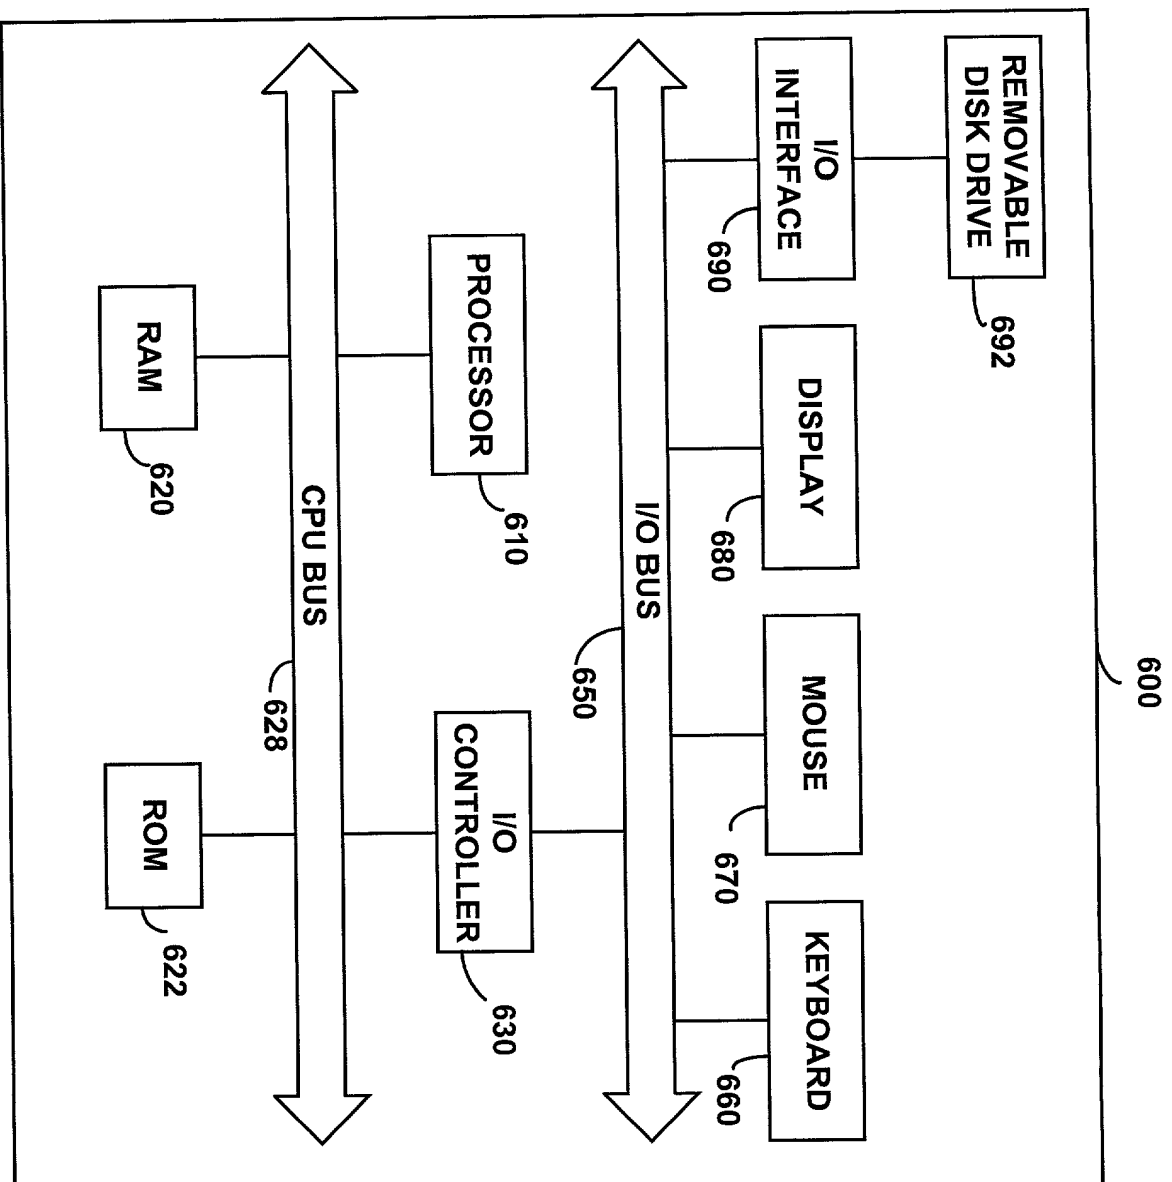 600
REMOVABLE
DISK DRIVE
692
I/O
INTERFACE
690
DISPLAY
680
MOUSE
670
KEYBOARD
660
I/O BUS
650
PROCESSOR
610
I/O
CONTROLLER
630
CPU BUS
628
RAM
620
ROM
622